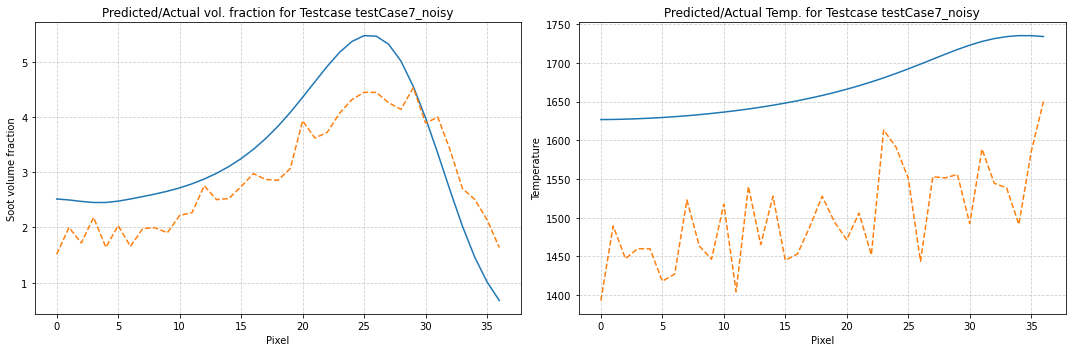 Predicted/Actual vol. fraction for Testcase testCase7_noisy
Soot volume fraction
5
4
3
2
1
0 5 10 15 20 25 30 35
Pixel
Predicted/Actual Temp. for Testcase testCase7_noisy
Temperature
1750
1700
1650
1600
1550
1500
1450
1400
0 5 10 15 20 25 30 35
Pixel